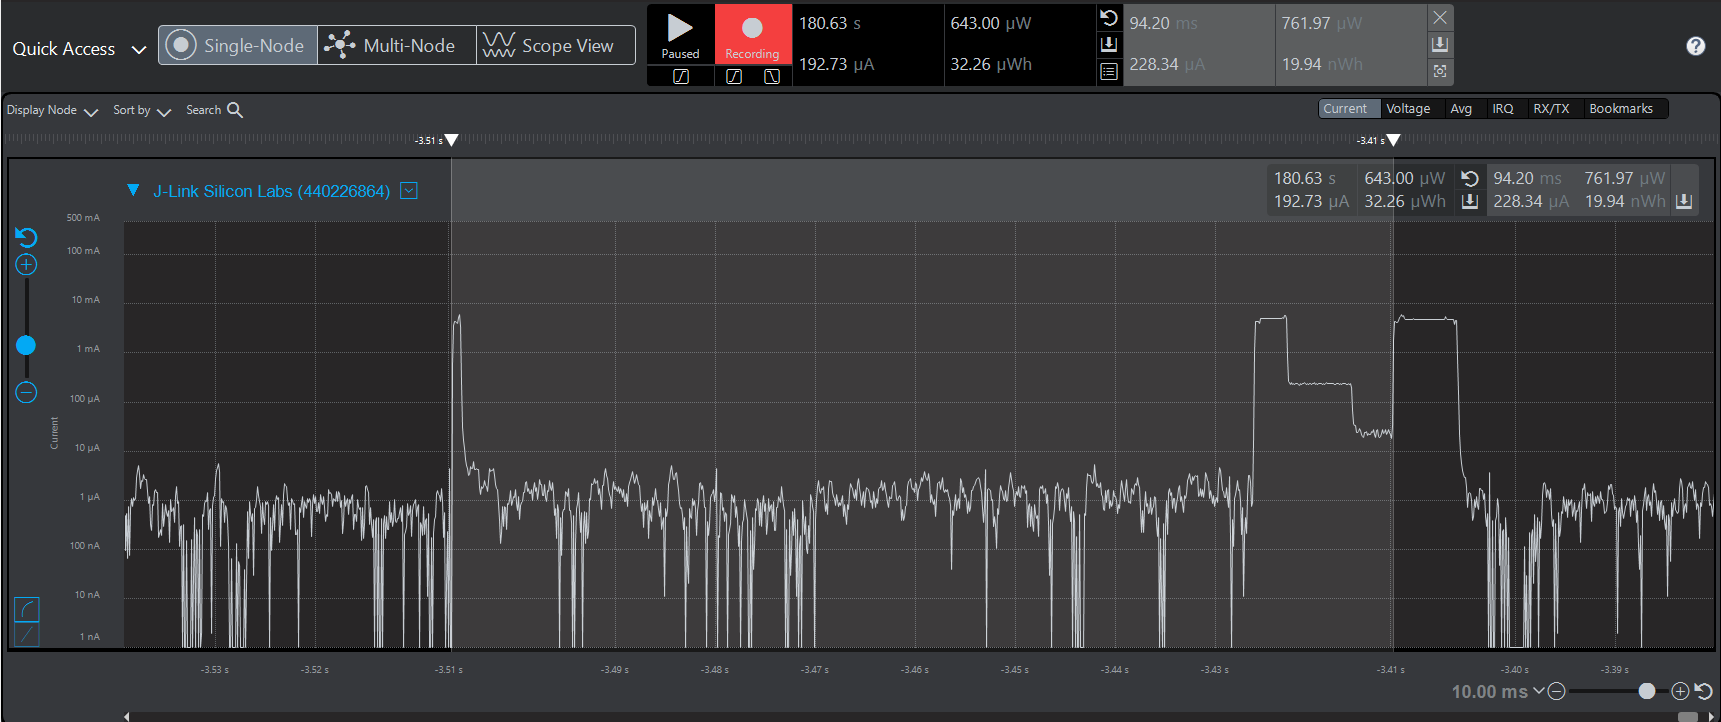 Quick Access
Single-Node
Multi-Node
Scope View
Paused
Recording
180.63 s
643.00 µW
192.73 µA
32.26 µWh
94.20 ms
761.97 µW
228.34 µA
19.94 nWh
Display Node
Sort by
Search
Current
Voltage
Avg
IRQ
RX/TX
Bookmarks
-3.51 s
-3.41 s
J-Link Silicon Labs (440226864)
180.63 s
643.00 µW
94.20 ms
761.97 µW
192.73 µA
32.26 µWh
228.34 µA
19.94 nWh
500 mA
100 mA
10 mA
1 mA
100 µA
10 µA
1 µA
100 nA
10 nA
1 nA
Current
-3.53 s
-3.52 s
-3.51 s
-3.49 s
-3.48 s
-3.47 s
-3.46 s
-3.45 s
-3.44 s
-3.43 s
-3.41 s
-3.40 s
-3.39 s
10.00 ms